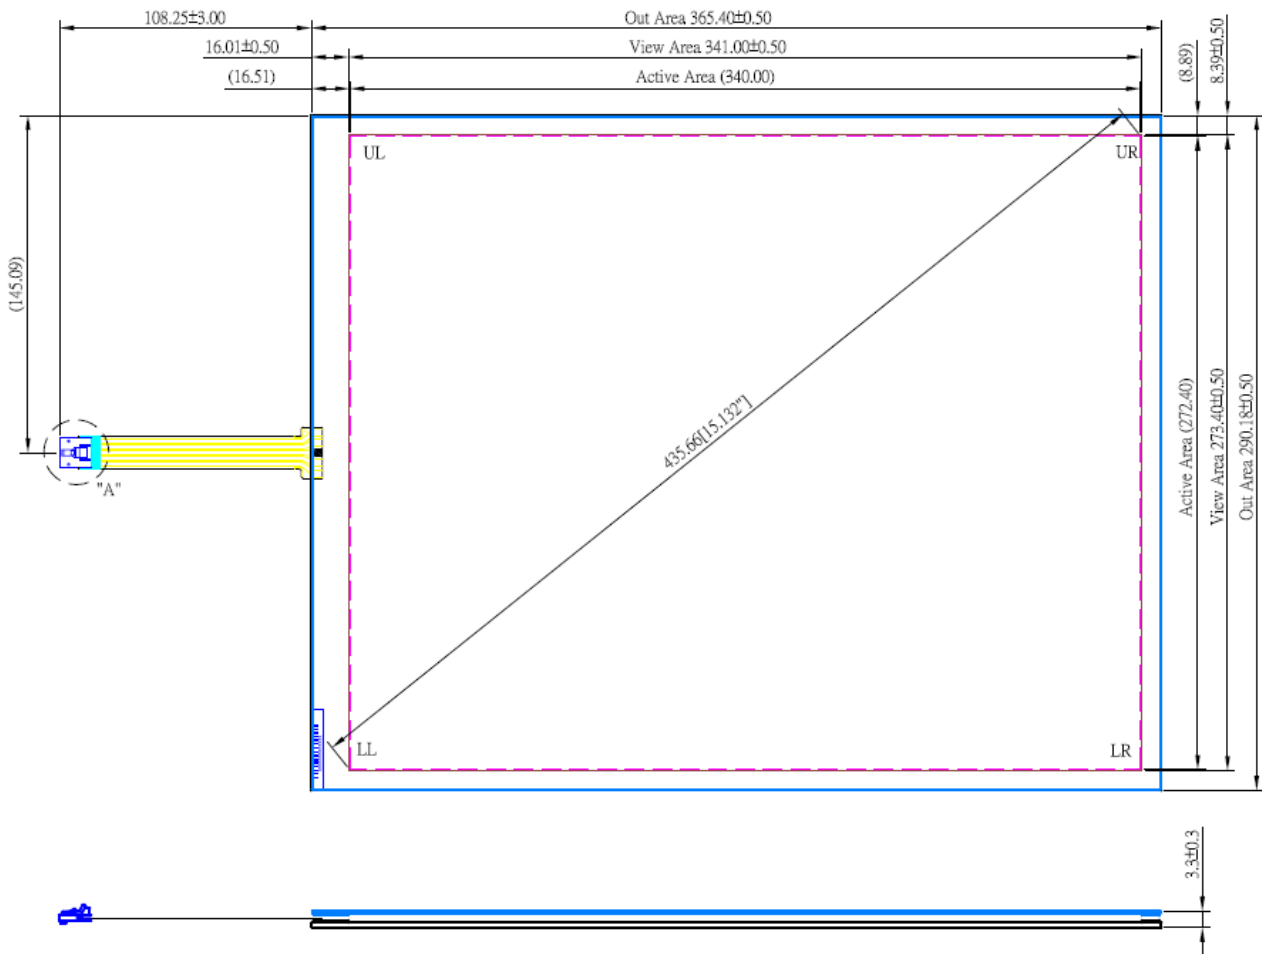 108.25±3.00
Out Area 365.40±0.50
16.01±0.50
View Area 341.00±0.50
(16.51)
Active Area (340.00)
(8.89)
8.39±0.50
UL
UR
(145.09)
435.66[15.132"]
Active Area (272.40)
View Area 273.40±0.50
Out Area 290.18±0.50
"A"
LL
LR
3.3±0.3